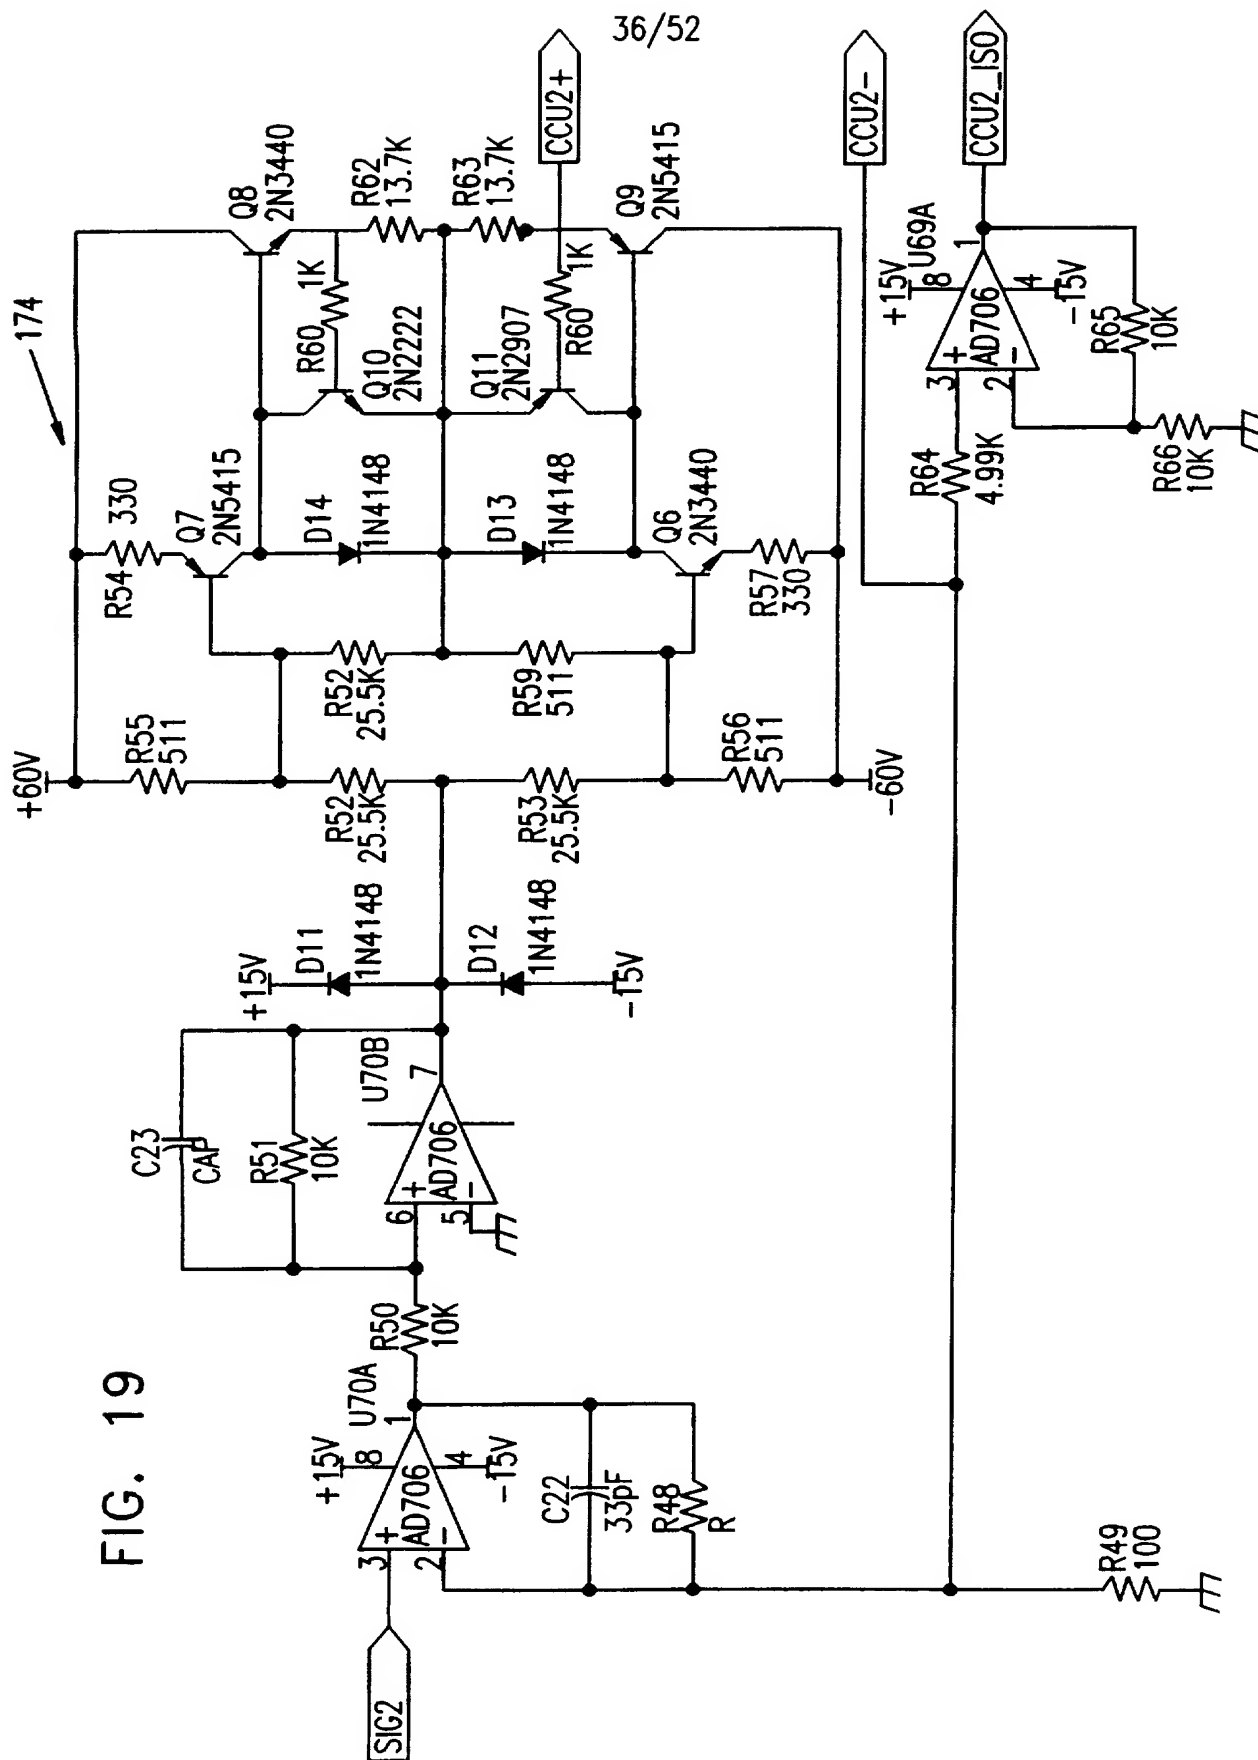 36/52
FIG. 19
174
SIG2
+15V
U70A
3
+
8
1
AD706
2
-
4
-15V
C22
33pF
R48
R
R49
100
R50
10K
C23
CAP
R51
10K
U70B
6
+
7
AD706
5
-
+15V
D11
1N4148
D12
1N4148
-15V
+60V
R55
511
R52
25.5K
R53
25.5K
R56
511
-60V
R54
330
Q7
2N5415
R52
25.5K
R59
511
D14
1N4148
D13
1N4148
Q6
2N3440
R57
330
Q8
2N3440
R60
1K
Q10
2N2222
Q11
2N2907
R60
1K
R62
13.7K
R63
13.7K
Q9
2N5415
CCU2+
CCU2-
R64
4.99K
+15V
U69A
3
+
8
1
AD706
2
-
4
-15V
R65
10K
R66
10K
CCU2_ISO